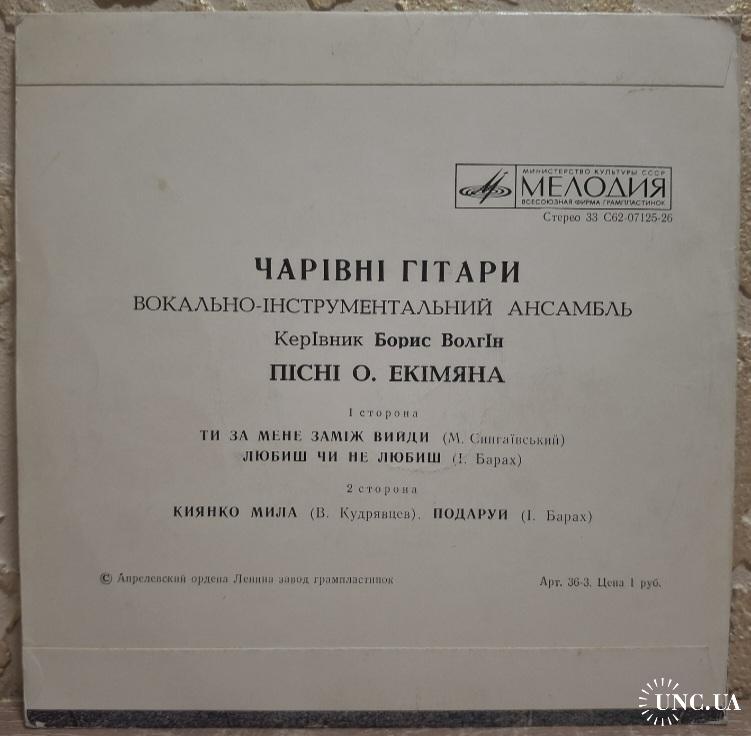 МИНИСТЕРСТВО КУЛЬТУРЫ СССР
МЕЛОДИЯ
ВСЕСОЮЗНАЯ ФИРМА ГРАМПЛАСТИНОК
Стерео 33 С62-07125-26
ЧАРІВНІ ГІТАРИ
ВОКАЛЬНО-ІНСТРУМЕНТАЛЬНИЙ АНСАМБЛЬ
КерІвник Борис ВолгІн
ПІСНІ О. ЕКІМЯНА
1 сторона
ТИ ЗА МЕНЕ ЗАМІЖ ВИЙДИ (М. Сингаївський)
ЛЮБИШ ЧИ НЕ ЛЮБИШ (І. Барах)
2 сторона
КИЯНКО МИЛА (В. Кудрявцев), ПОДАРУЙ (І. Барах)
© Апрелевский ордена Ленина завод грампластинок
Арт. 36-3. Цена 1 руб.
UNC.UA